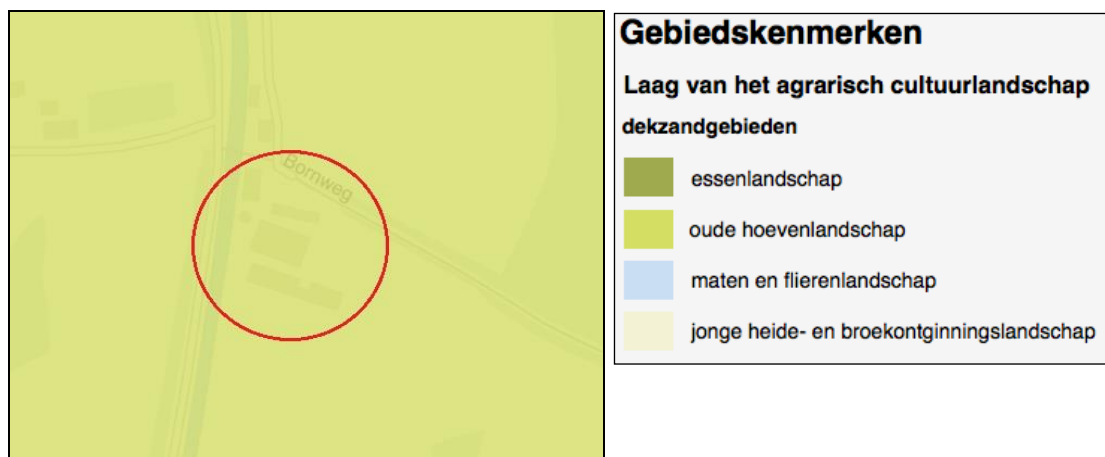 Bornweg
Gebiedskenmerken
Laag van het agrarisch cultuurlandschap
dekzandgebieden
essenlandschap
oude hoevenlandschap
maten en flierenlandschap
jonge heide- en broekontginningslandschap